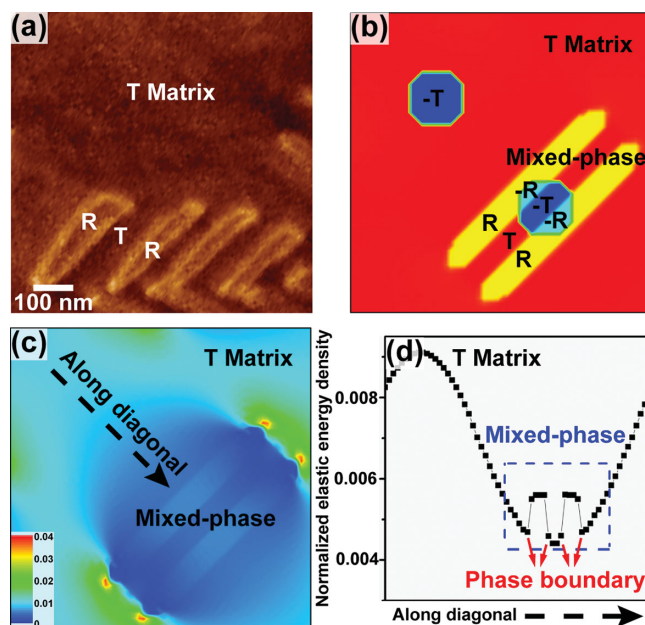 (a)
T Matrix
R
T
R
100 nm
(b)
T Matrix
-T
Mixed-phase
-R
-T
-R
R
T
R
(c)
T Matrix
Along diagonal
Mixed-phase
0.04
0.03
0.02
0.01
0
(d)
T Matrix
Normalized elastic energy density
0.008
0.006
0.004
Mixed-phase
Phase boundary
Along diagonal